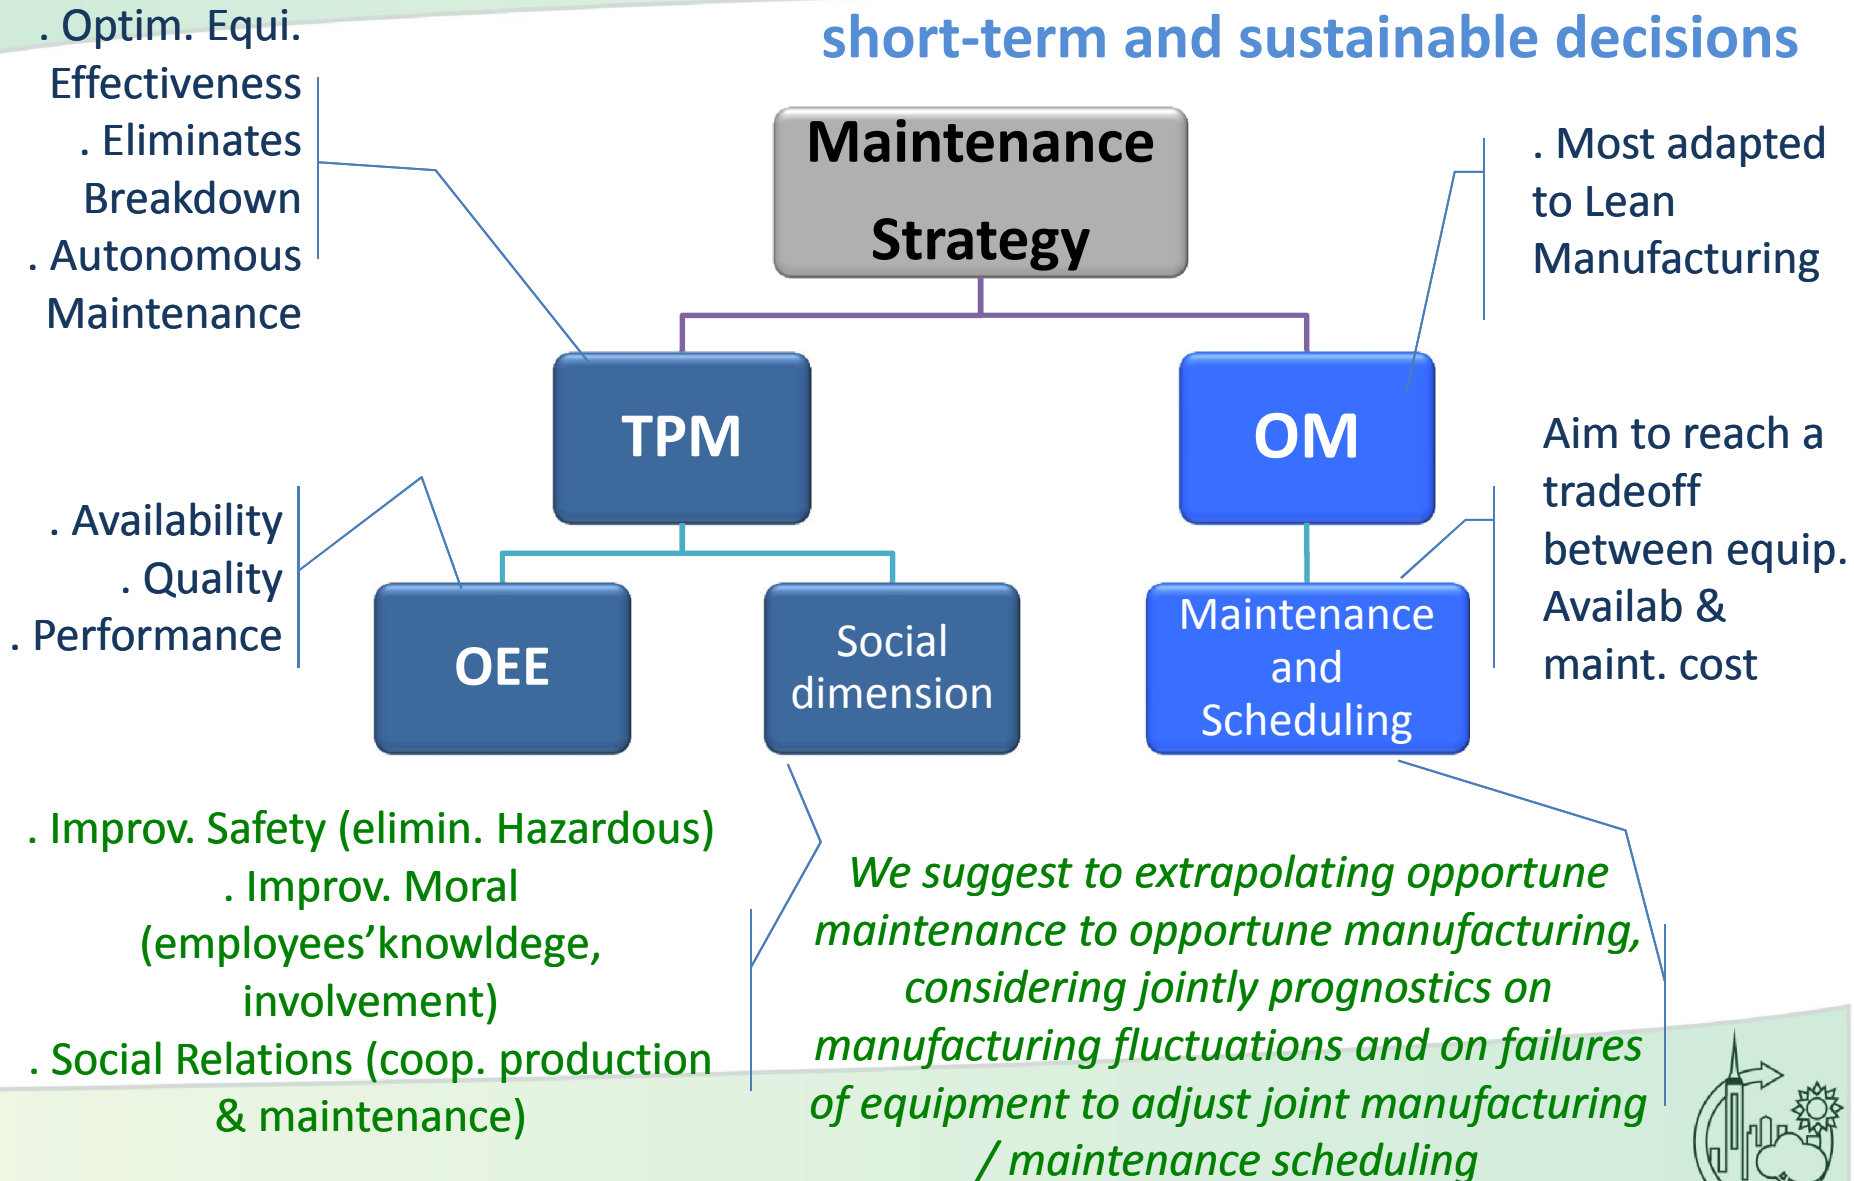 short-term and sustainable decisions
. Optim. Equi.
Effectiveness
. Eliminates
Breakdown
. Autonomous
Maintenance
Maintenance
Strategy
. Most adapted
to Lean
Manufacturing
TPM
OM
. Availability
. Quality
. Performance
Aim to reach a
tradeoff
between equip.
Availab &
maint. cost
OEE
Social
dimension
Maintenance
and
Scheduling
. Improv. Safety (elimin. Hazardous)
. Improv. Moral
(employees’knowldege,
involvement)
. Social Relations (coop. production
& maintenance)
We suggest to extrapolating opportune
maintenance to opportune manufacturing,
considering jointly prognostics on
manufacturing fluctuations and on failures
of equipment to adjust joint manufacturing
/ maintenance scheduling